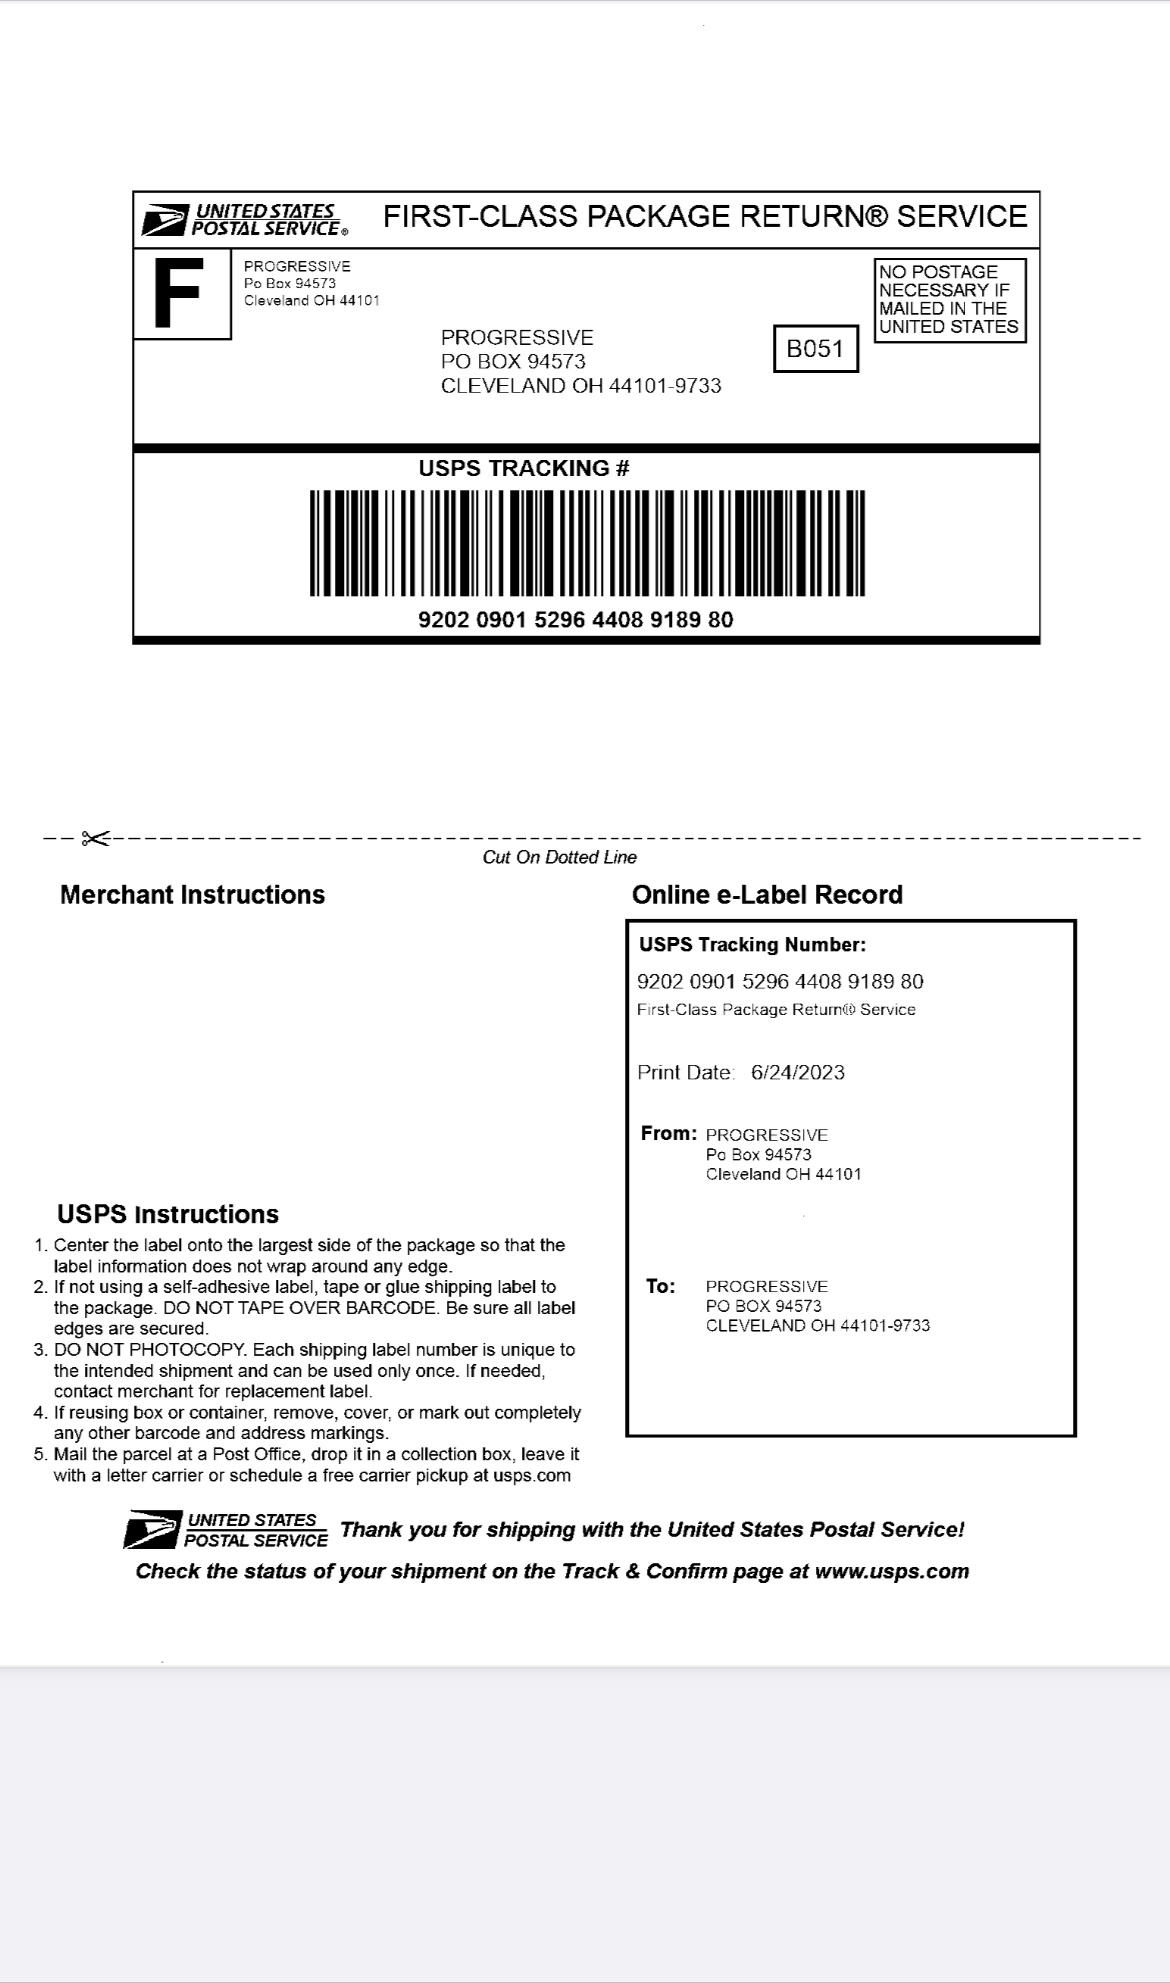 UNITED STATES
POSTAL SERVICE®
FIRST-CLASS PACKAGE RETURN® SERVICE
F
PROGRESSIVE
Po Box 94573
Cleveland OH 44101
NO POSTAGE
NECESSARY IF
MAILED IN THE
UNITED STATES
PROGRESSIVE
PO BOX 94573
CLEVELAND OH 44101-9733
B051
USPS TRACKING #
9202 0901 5296 4408 9189 80
Cut On Dotted Line
Merchant Instructions
Online e-Label Record
USPS Tracking Number:
9202 0901 5296 4408 9189 80
First-Class Package Return® Service
Print Date: 6/24/2023
From: PROGRESSIVE
Po Box 94573
Cleveland OH 44101
To: PROGRESSIVE
PO BOX 94573
CLEVELAND OH 44101-9733
USPS Instructions
1. Center the label onto the largest side of the package so that the
label information does not wrap around any edge.
2. If not using a self-adhesive label, tape or glue shipping label to
the package. DO NOT TAPE OVER BARCODE. Be sure all label
edges are secured.
3. DO NOT PHOTOCOPY. Each shipping label number is unique to
the intended shipment and can be used only once. If needed,
contact merchant for replacement label.
4. If reusing box or container, remove, cover, or mark out completely
any other barcode and address markings.
5. Mail the parcel at a Post Office, drop it in a collection box, leave it
with a letter carrier or schedule a free carrier pickup at usps.com
UNITED STATES
POSTAL SERVICE
Thank you for shipping with the United States Postal Service!
Check the status of your shipment on the Track & Confirm page at www.usps.com